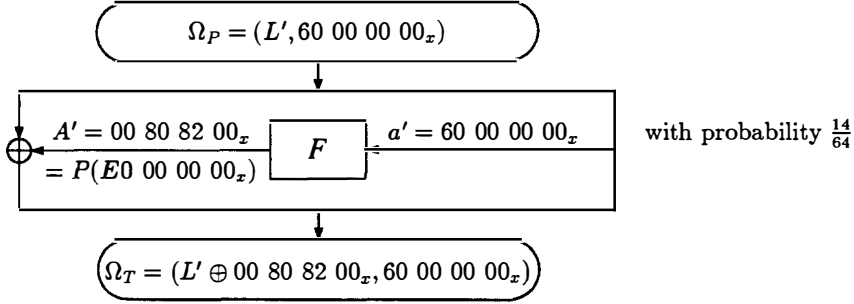 Ω_P = (L′, 60 00 00 00_x)
A′ = 00 80 82 00_x
F
a′ = 60 00 00 00_x
with probability 14/64
= P(E0 00 00 00_x)
Ω_T = (L′ ⊕ 00 80 82 00_x, 60 00 00 00_x)